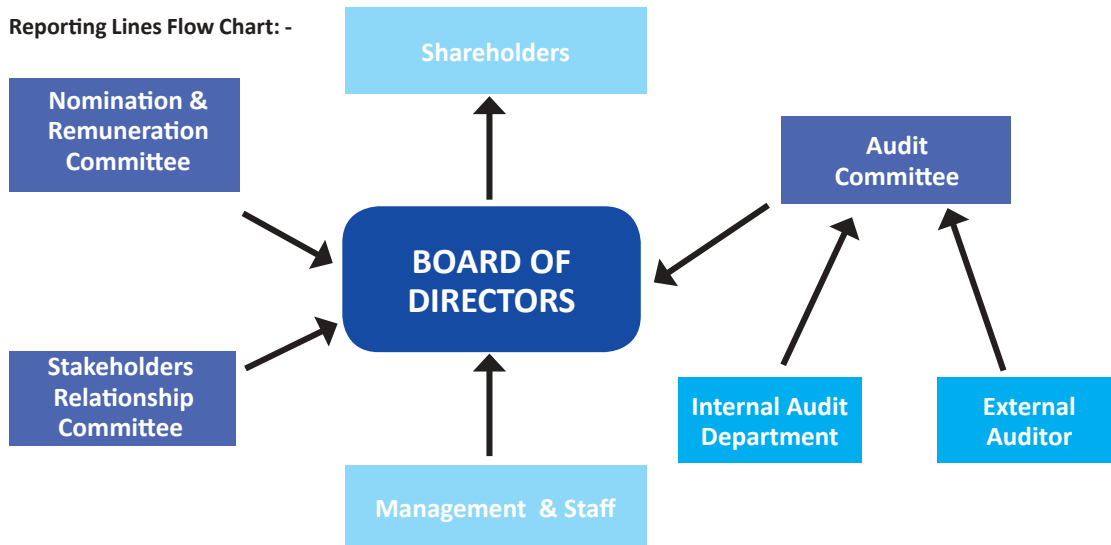 Reporting Lines Flow Chart: -
Shareholders
Nomination &
Remuneration
Committee
Audit
Committee
BOARD OF
DIRECTORS
Stakeholders
Relationship
Committee
Internal Audit
Department
External
Auditor
Management & Staff